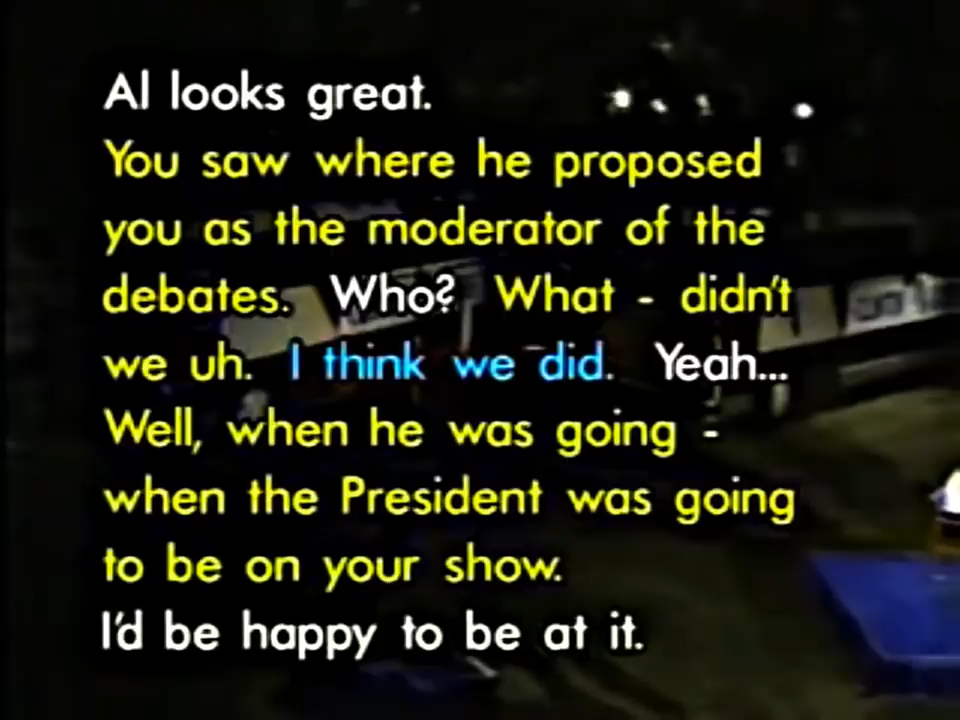 Al looks great.
You saw where he proposed
you as the moderator of the
debates. Who? What - didn't
we uh. I think we did. Yeah...
Well, when he was going -
when the President was going
to be on your show.
I'd be happy to be at it.